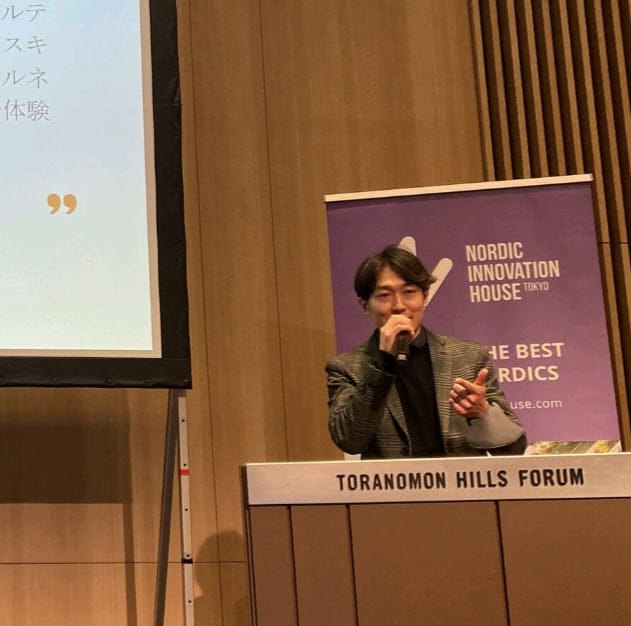 ルテ
スキ
ルネ
体験
”
NORDIC
INNOVATION
HOUSE TOKYO
HE BEST
RDICS
use.com
TORANOMON HILLS FORUM